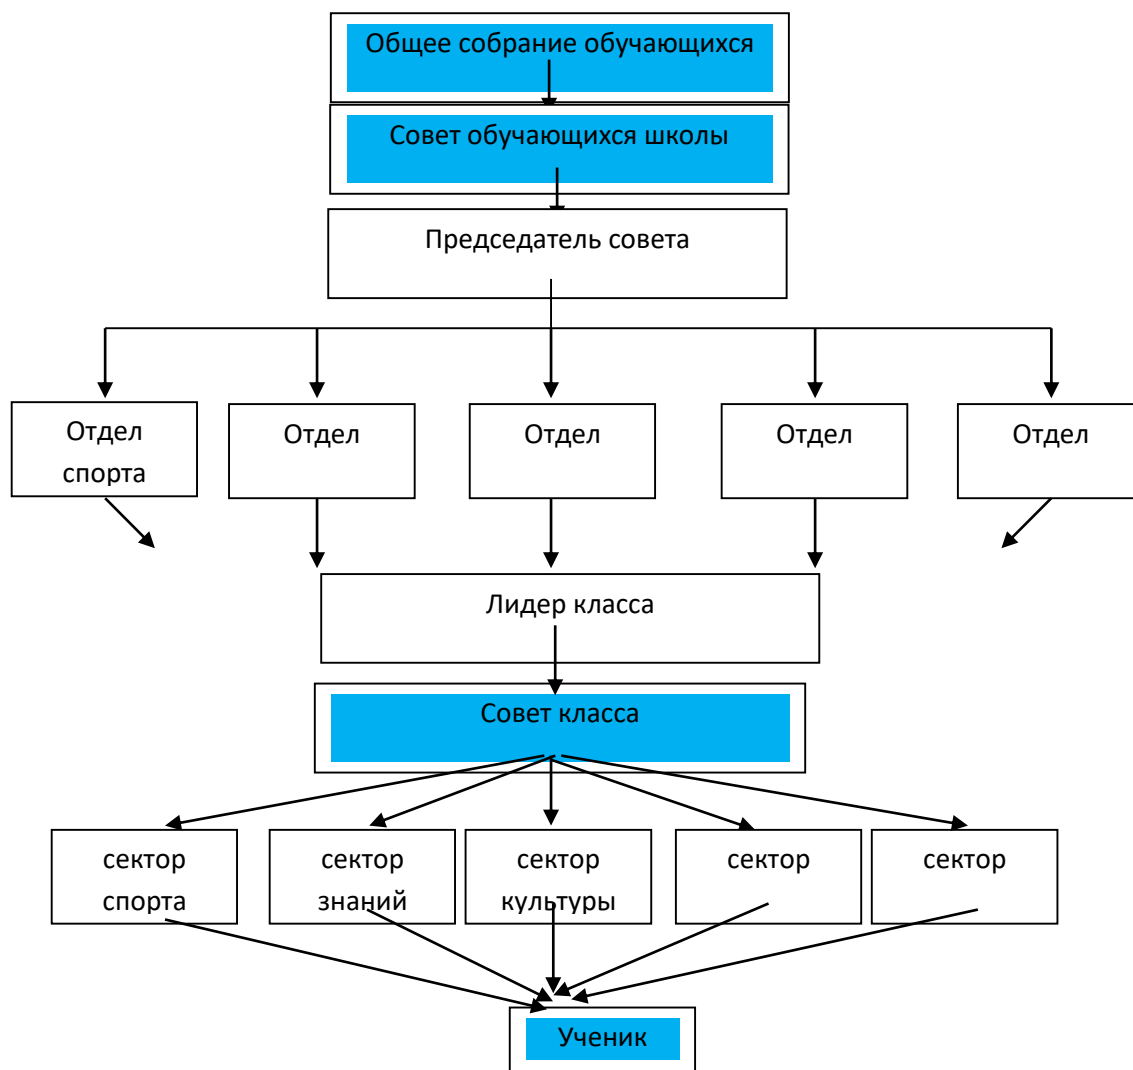 Общее собрание обучающихся
Совет обучающихся школы
Председатель совета
Отдел
спорта
Отдел
Отдел
Отдел
Отдел
Лидер класса
Совет класса
сектор
спорта
сектор
знаний
сектор
культуры
сектор
сектор
Ученик